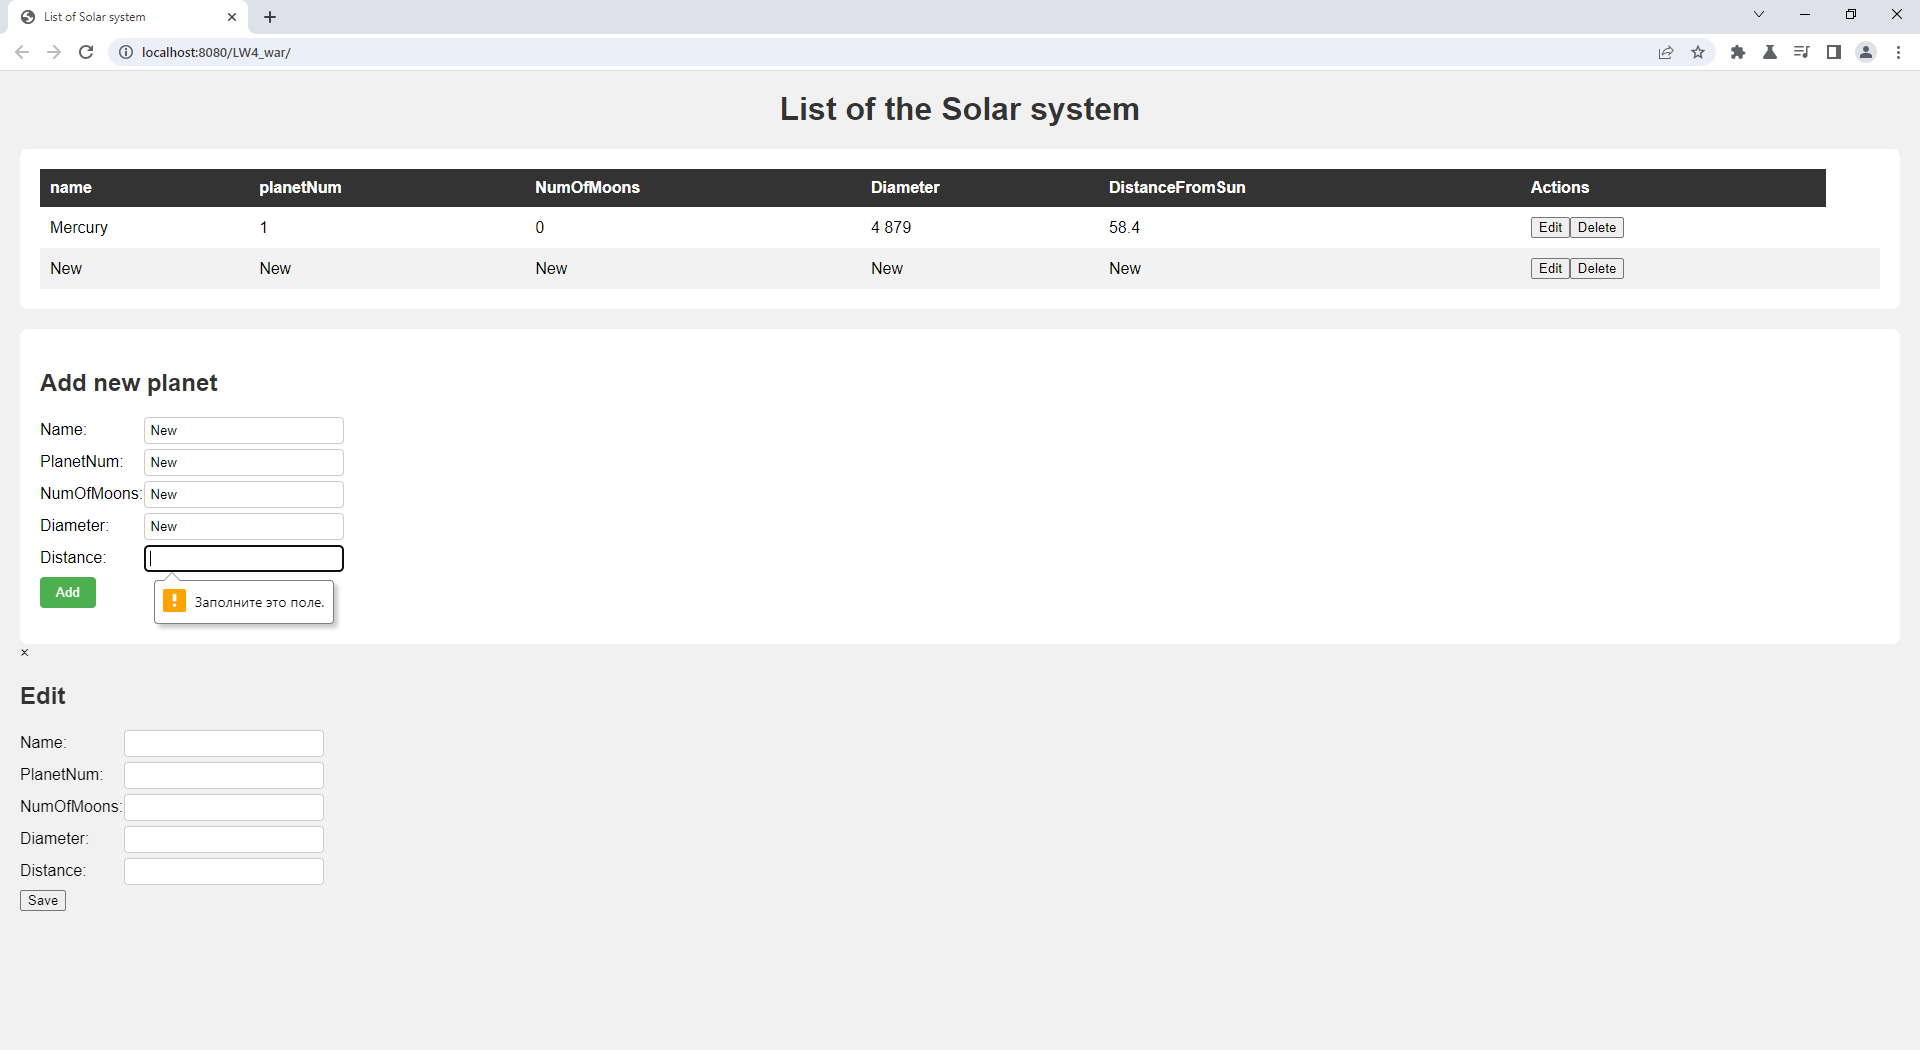 List of Solar system
localhost:8080/LW4_war/
List of the Solar system
name planetNum NumOfMoons Diameter DistanceFromSun Actions
Mercury 1 0 4 879 58.4 Edit Delete
New New New New New Edit Delete
Add new planet
Name: New
PlanetNum: New
NumOfMoons: New
Diameter: New
Distance:
Add
Заполните это поле.
×
Edit
Name:
PlanetNum:
NumOfMoons:
Diameter:
Distance:
Save